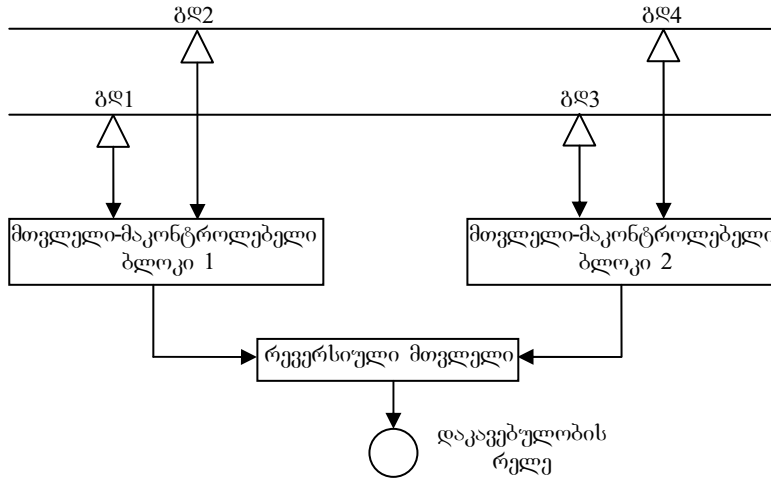 გდ2
გდ4
გდ1
გდ3
მთვლელი-მაკონტროლებელი
ბლოკი 1
მთვლელი-მაკონტროლებელი
ბლოკი 2
რევერსიული მთვლელი
დაკავებულობის
რელე